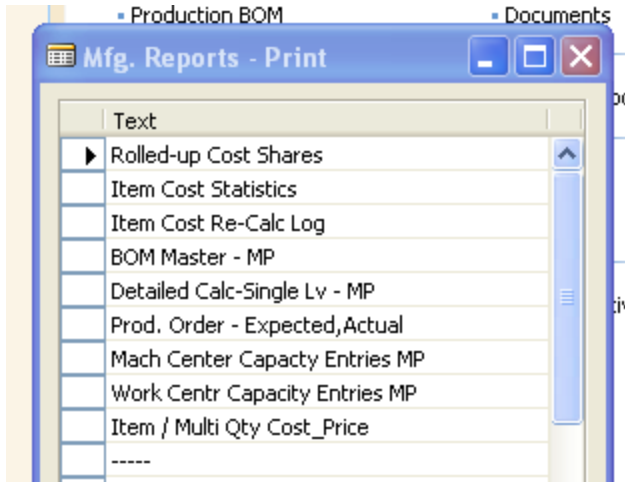 Production BOM
Documents
Mfg. Reports - Print
Text
Rolled-up Cost Shares
Item Cost Statistics
Item Cost Re-Calc Log
BOM Master - MP
Detailed Calc-Single Lv - MP
Prod. Order - Expected,Actual
Mach Center Capacty Entries MP
Work Centr Capacity Entries MP
Item / Multi Qty Cost_Price
-----